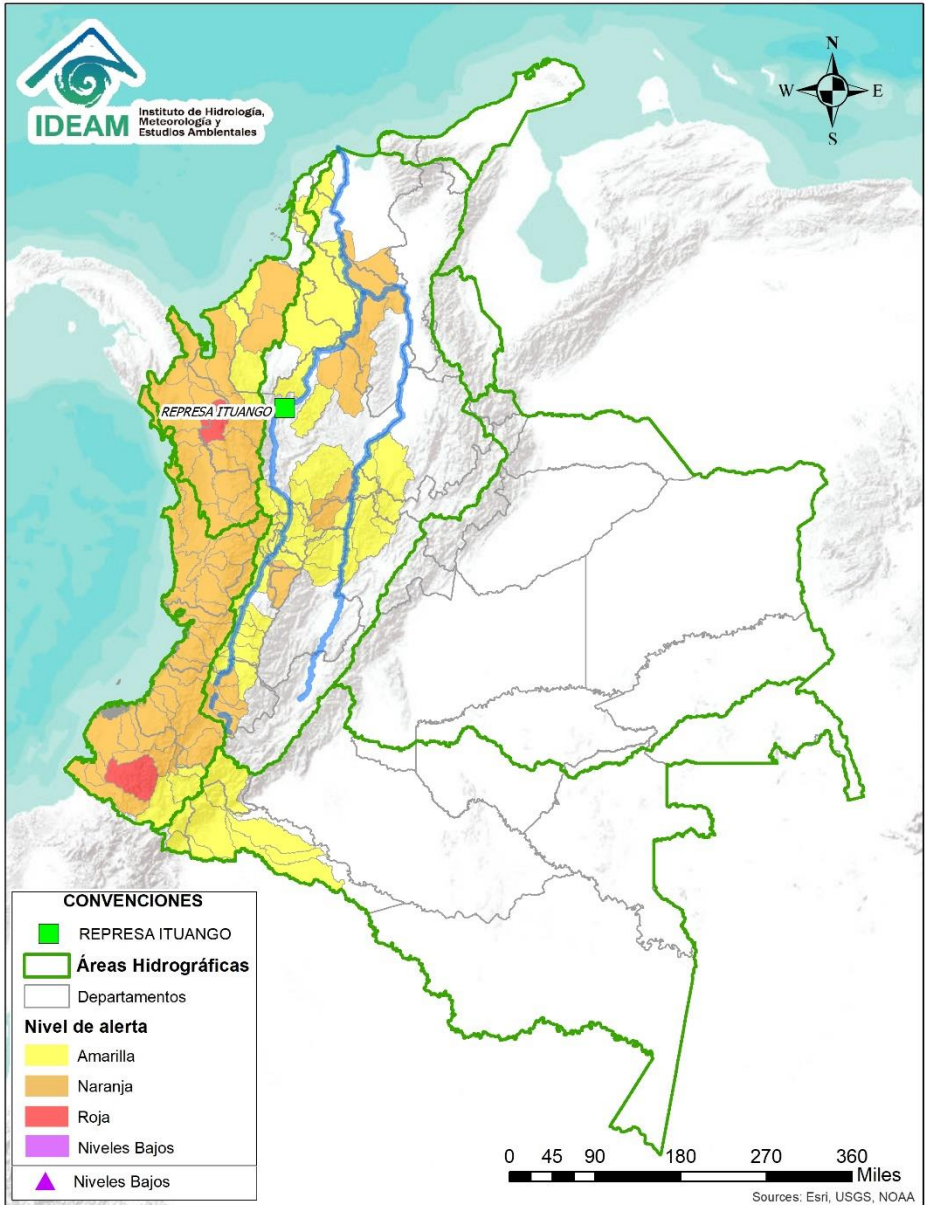 IDEAM
Instituto de Hidrología,
Meteorología y
Estudios Ambientales
N
W
E
S
REPRESA ITUANGO
CONVENCIONES
REPRESA ITUANGO
Áreas Hidrográficas
Departamentos
Nivel de alerta
Amarilla
Naranja
Roja
Niveles Bajos
Niveles Bajos
0 45 90 180 270 360
Miles
Sources: Esri, USGS, NOAA